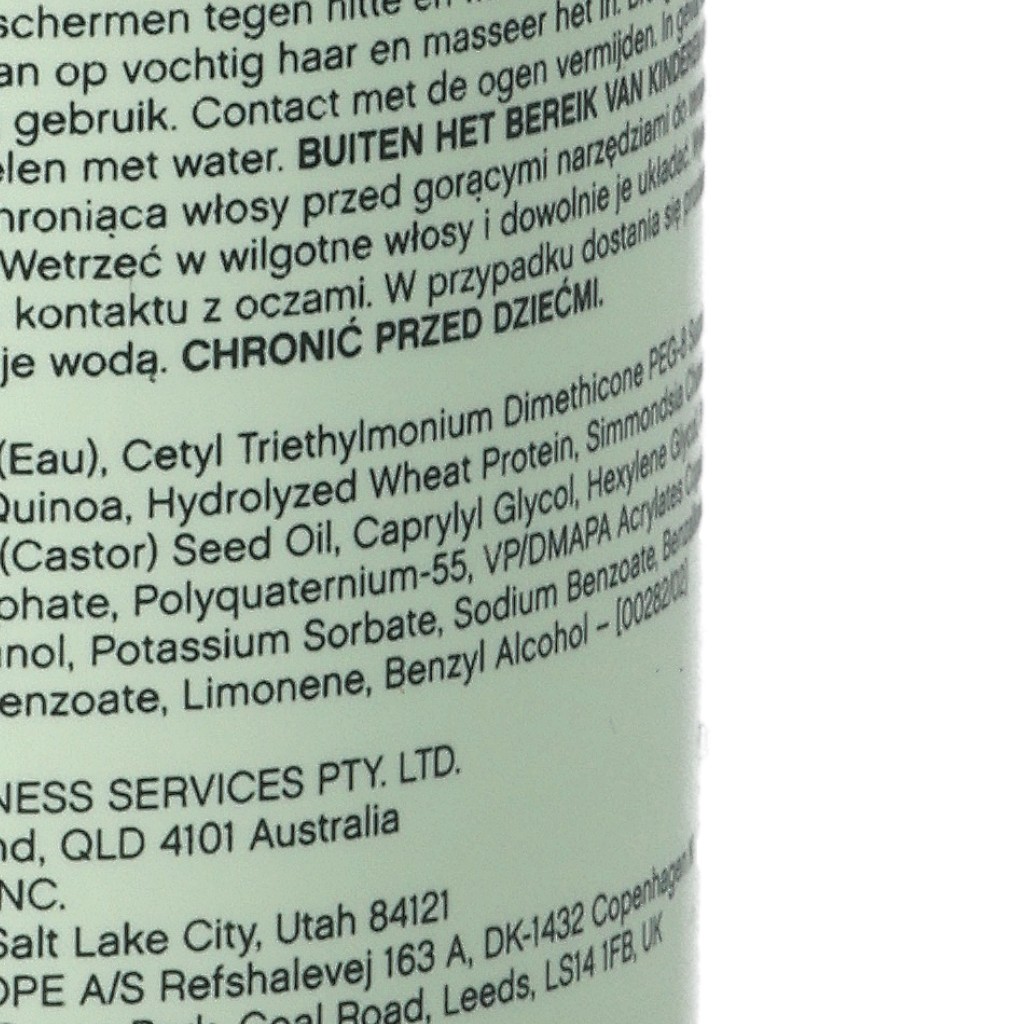 schermen tegen hitte en
op vochtig haar en masseer het in.
gebruik. Contact met de ogen vermijden. In
met water. BUITEN HET BEREIK VAN KINDEREN
włosy przed gorącymi narzędziami do
Wetrzeć w wilgotne włosy i dowolnie je układać.
kontaktu z oczami. W przypadku dostania się
je wodą. CHRONIĆ PRZED DZIEĆMI.
(Eau), Cetyl Triethylmonium Dimethicone PEG-8
Quinoa, Hydrolyzed Wheat Protein, Simmondsia
(Castor) Seed Oil, Caprylyl Glycol, Hexylene Glycol,
phate, Polyquaternium-55, VP/DMAPA Acrylates
nol, Potassium Sorbate, Sodium Benzoate,
enzoate, Limonene, Benzyl Alcohol – [00282/02]
NESS SERVICES PTY. LTD.
nd, QLD 4101 Australia
NC.
Salt Lake City, Utah 84121
OPE A/S Refshalevej 163 A, DK-1432 Copenhagen K
Coal Road, Leeds, LS14 1FB, UK